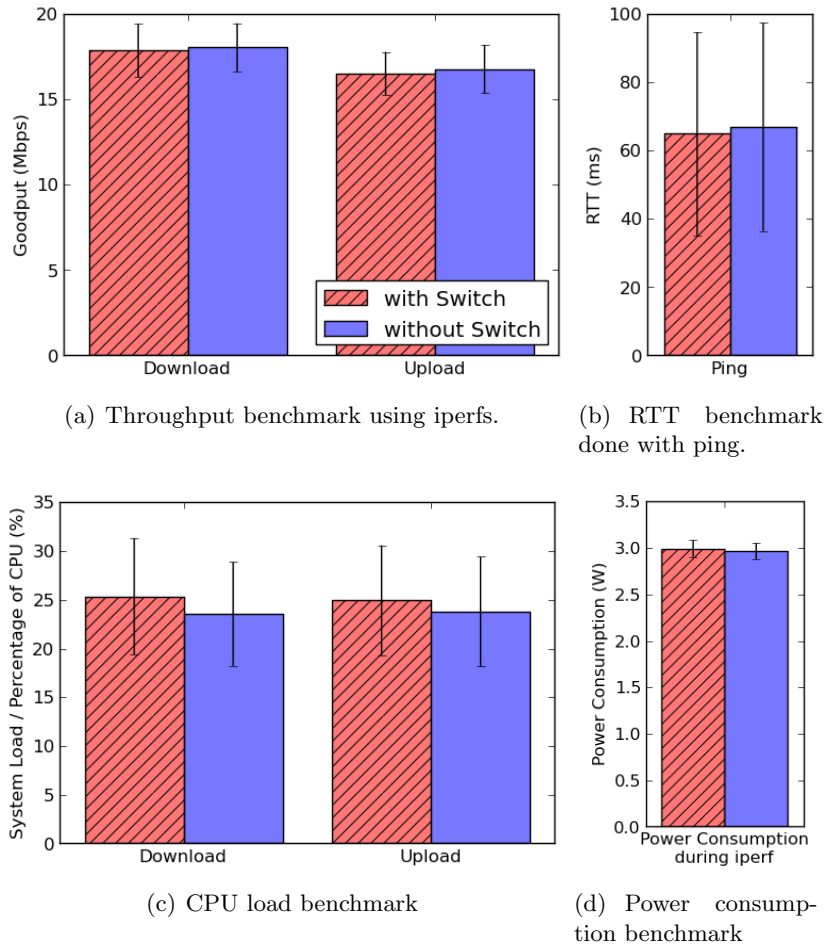 20
15
10
5
0
Goodput (Mbps)
Download
Upload
with Switch
without Switch
(a) Throughput benchmark using iperfs.
100
80
60
40
20
0
RTT (ms)
Ping
(b) RTT benchmark
done with ping.
35
30
25
20
15
10
5
0
System Load / Percentage of CPU (%)
Download
Upload
(c) CPU load benchmark
3.5
3.0
2.5
2.0
1.5
1.0
0.5
0.0
Power Consumption (W)
Power Consumption
during iperf
(d) Power consump-
tion benchmark